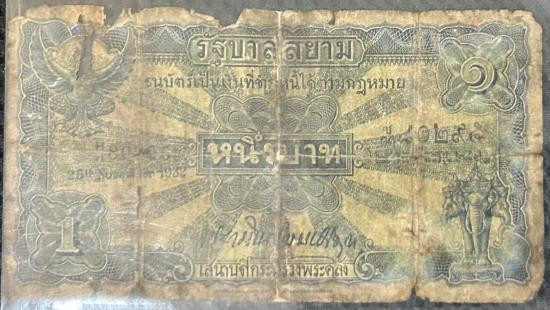 รัฐบาลสยาม
๑
ธนบัตร์เป็นเงินที่ชำระหนี้ได้ตามกฎหมาย
หนึ่งบาท
25th November 1932
1
เสนาบดีกระทรวงพระคลัง